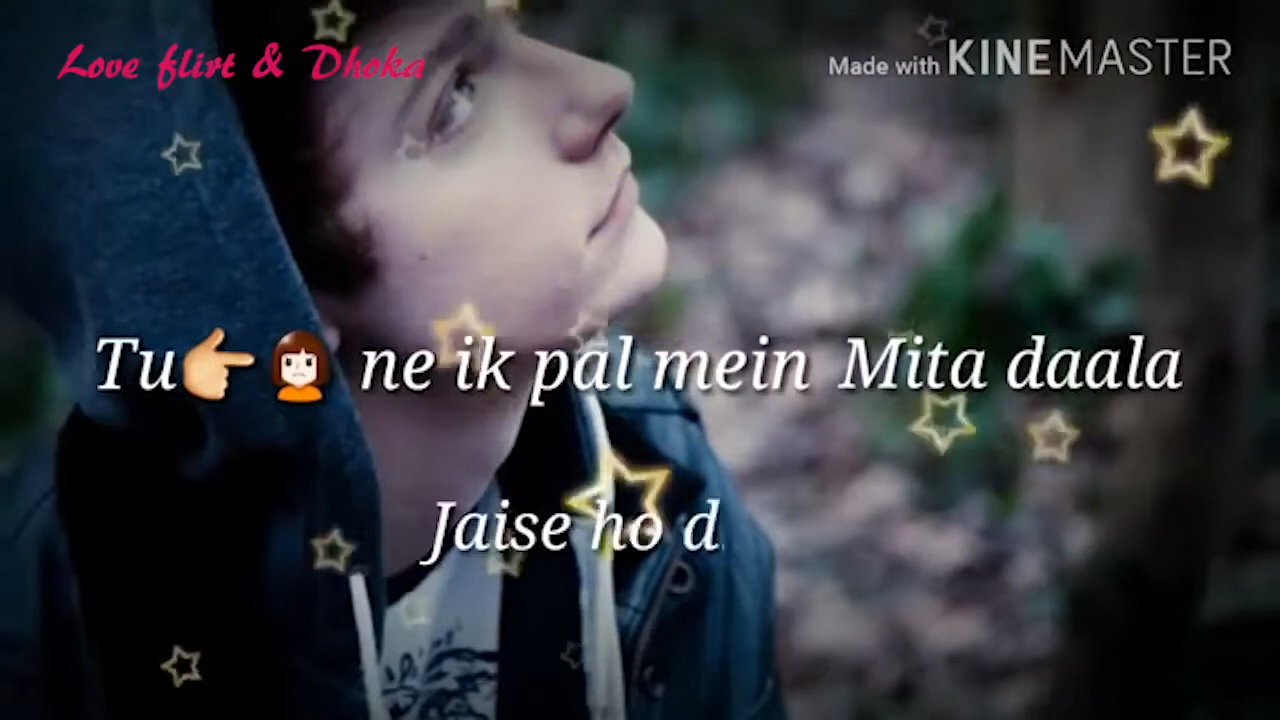 Love flirt & Dhoka
Made with KINEMASTER
Tu👉🙎 ne ik pal mein Mita daala
Jaise ho d